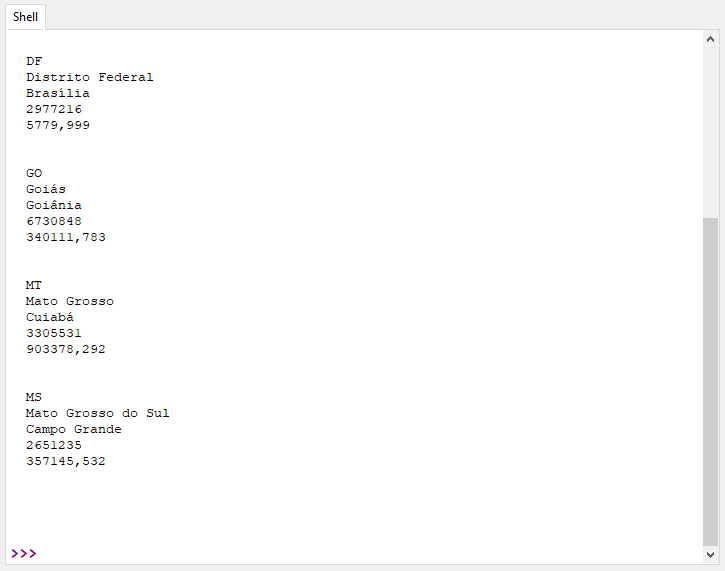 Shell
DF
Distrito Federal
Brasília
2977216
5779,999
GO
Goiás
Goiânia
6730848
340111,783
MT
Mato Grosso
Cuiabá
3305531
903378,292
MS
Mato Grosso do Sul
Campo Grande
2651235
357145,532
>>>